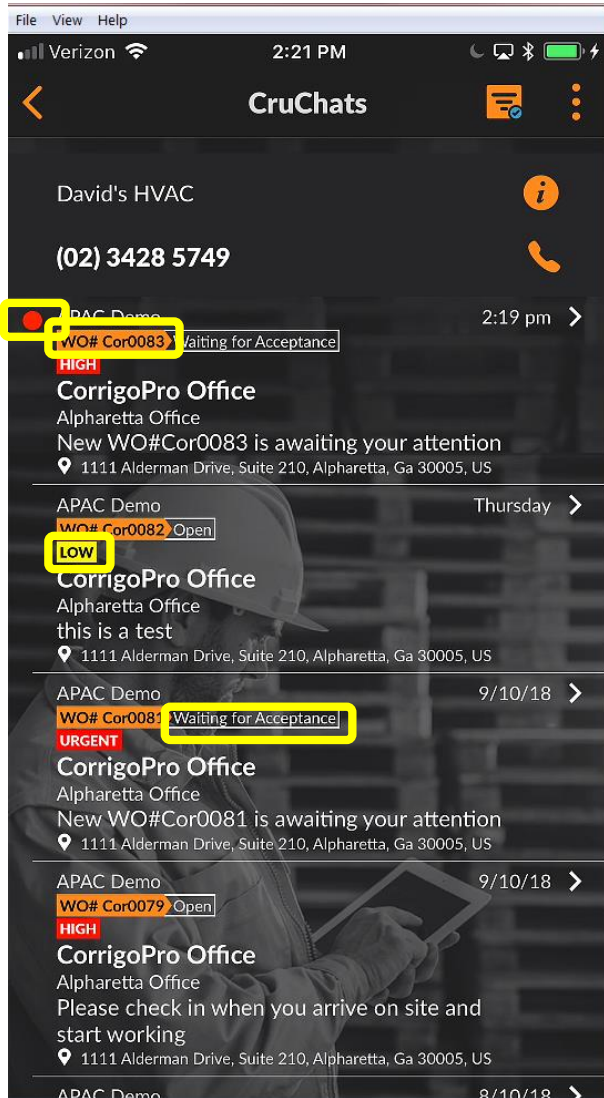 File View Help
Verizon 2:21 PM
CruChats
David's HVAC
i
(02) 3428 5749
APAC Demo 2:19 pm
WO# Cor0083 Waiting for Acceptance
HIGH
CorrigoPro Office
Alpharetta Office
New WO#Cor0083 is awaiting your attention
1111 Alderman Drive, Suite 210, Alpharetta, Ga 30005, US
APAC Demo Thursday
WO# Cor0082 Open
LOW
CorrigoPro Office
Alpharetta Office
this is a test
1111 Alderman Drive, Suite 210, Alpharetta, Ga 30005, US
APAC Demo 9/10/18
WO# Cor0081 Waiting for Acceptance
URGENT
CorrigoPro Office
Alpharetta Office
New WO#Cor0081 is awaiting your attention
1111 Alderman Drive, Suite 210, Alpharetta, Ga 30005, US
APAC Demo 9/10/18
WO# Cor0079 Open
HIGH
CorrigoPro Office
Alpharetta Office
Please check in when you arrive on site and
start working
1111 Alderman Drive, Suite 210, Alpharetta, Ga 30005, US
APAC Demo 8/10/18